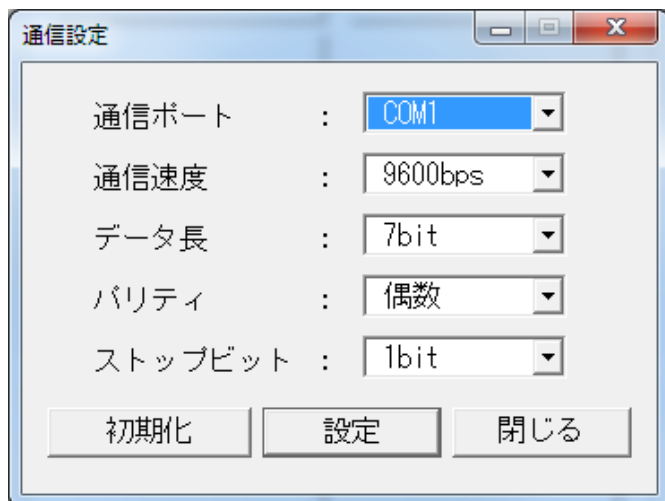 通信設定
通信ポート : COM1
通信速度 : 9600bps
データ長 : 7bit
パリティ : 偶数
ストップビット : 1bit
初期化 設定 閉じる